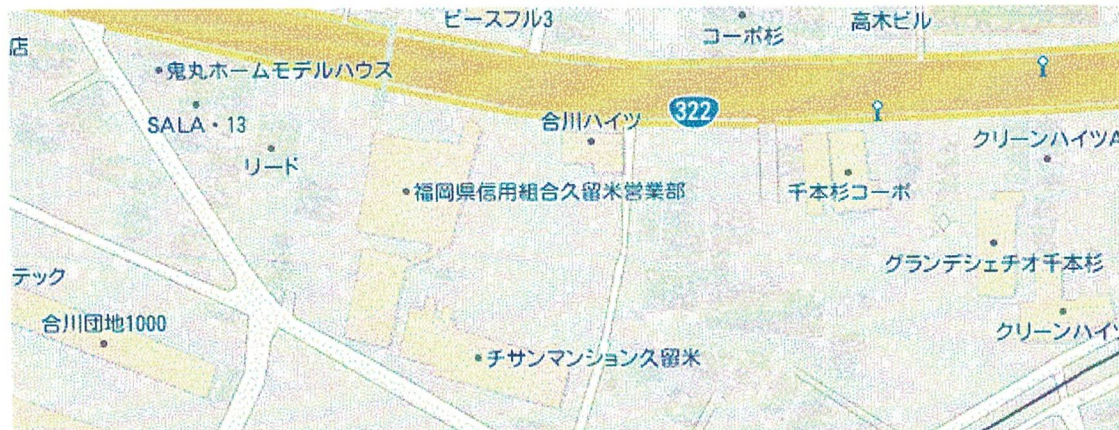 ピースフル3
コーポ杉
高木ビル
店
鬼丸ホームモデルハウス
SALA・13
リード
合川ハイツ
322
クリーンハイツA
福岡県信用組合久留米営業部
千本杉コーポ
グランデシェチオ千本杉
テック
合川団地1000
クリーンハイツ
チサンマンション久留米